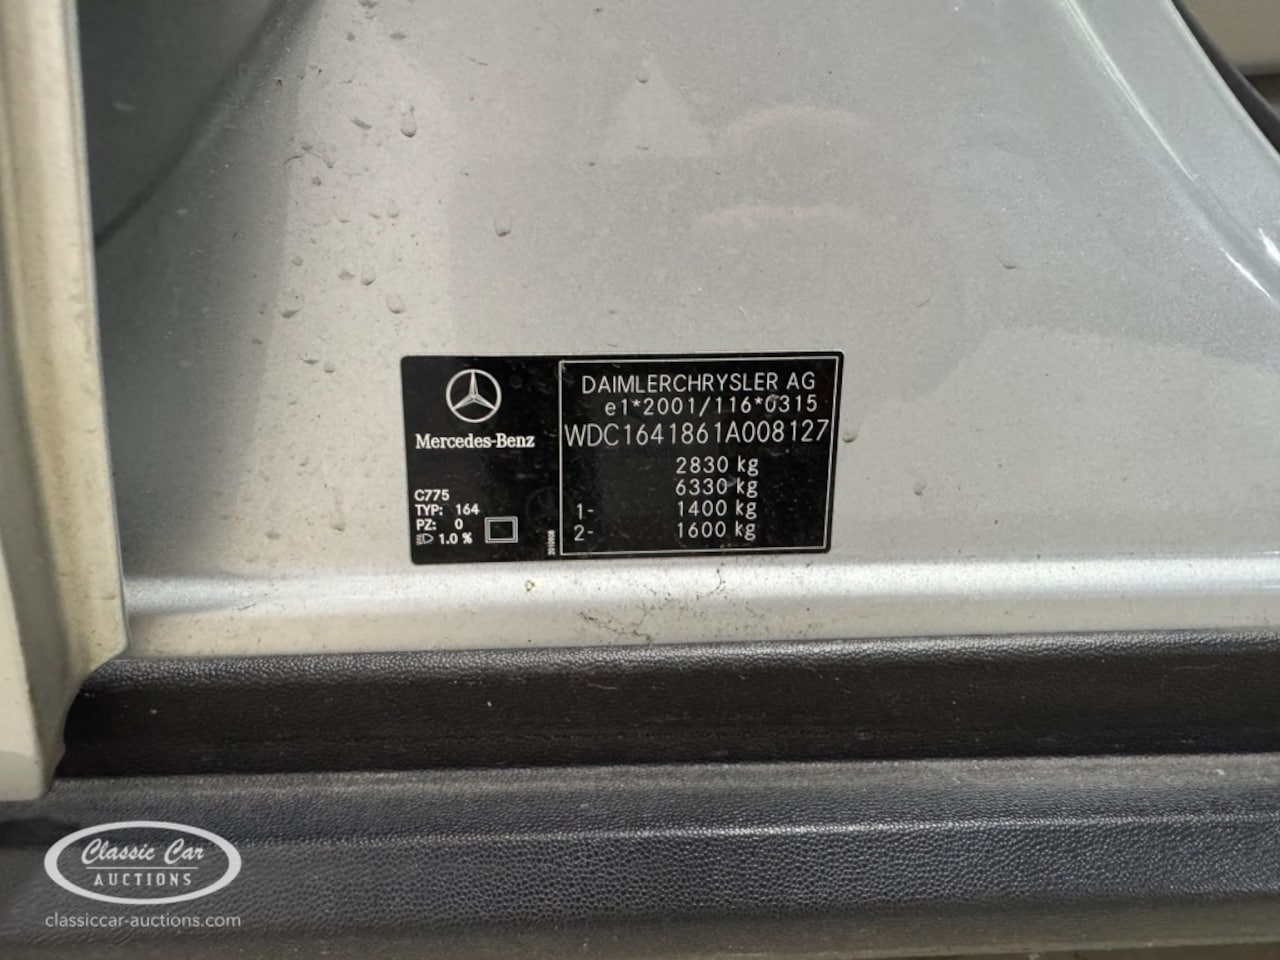 Mercedes-Benz
C775
TYP: 164
PZ: 0
1.0 %
DAIMLERCHRYSLER AG
e1*2001/116*0315
WDC1641861A008127
2830 kg
6330 kg
1- 1400 kg
2- 1600 kg
Classic Car
AUCTIONS
classiccar-auctions.com